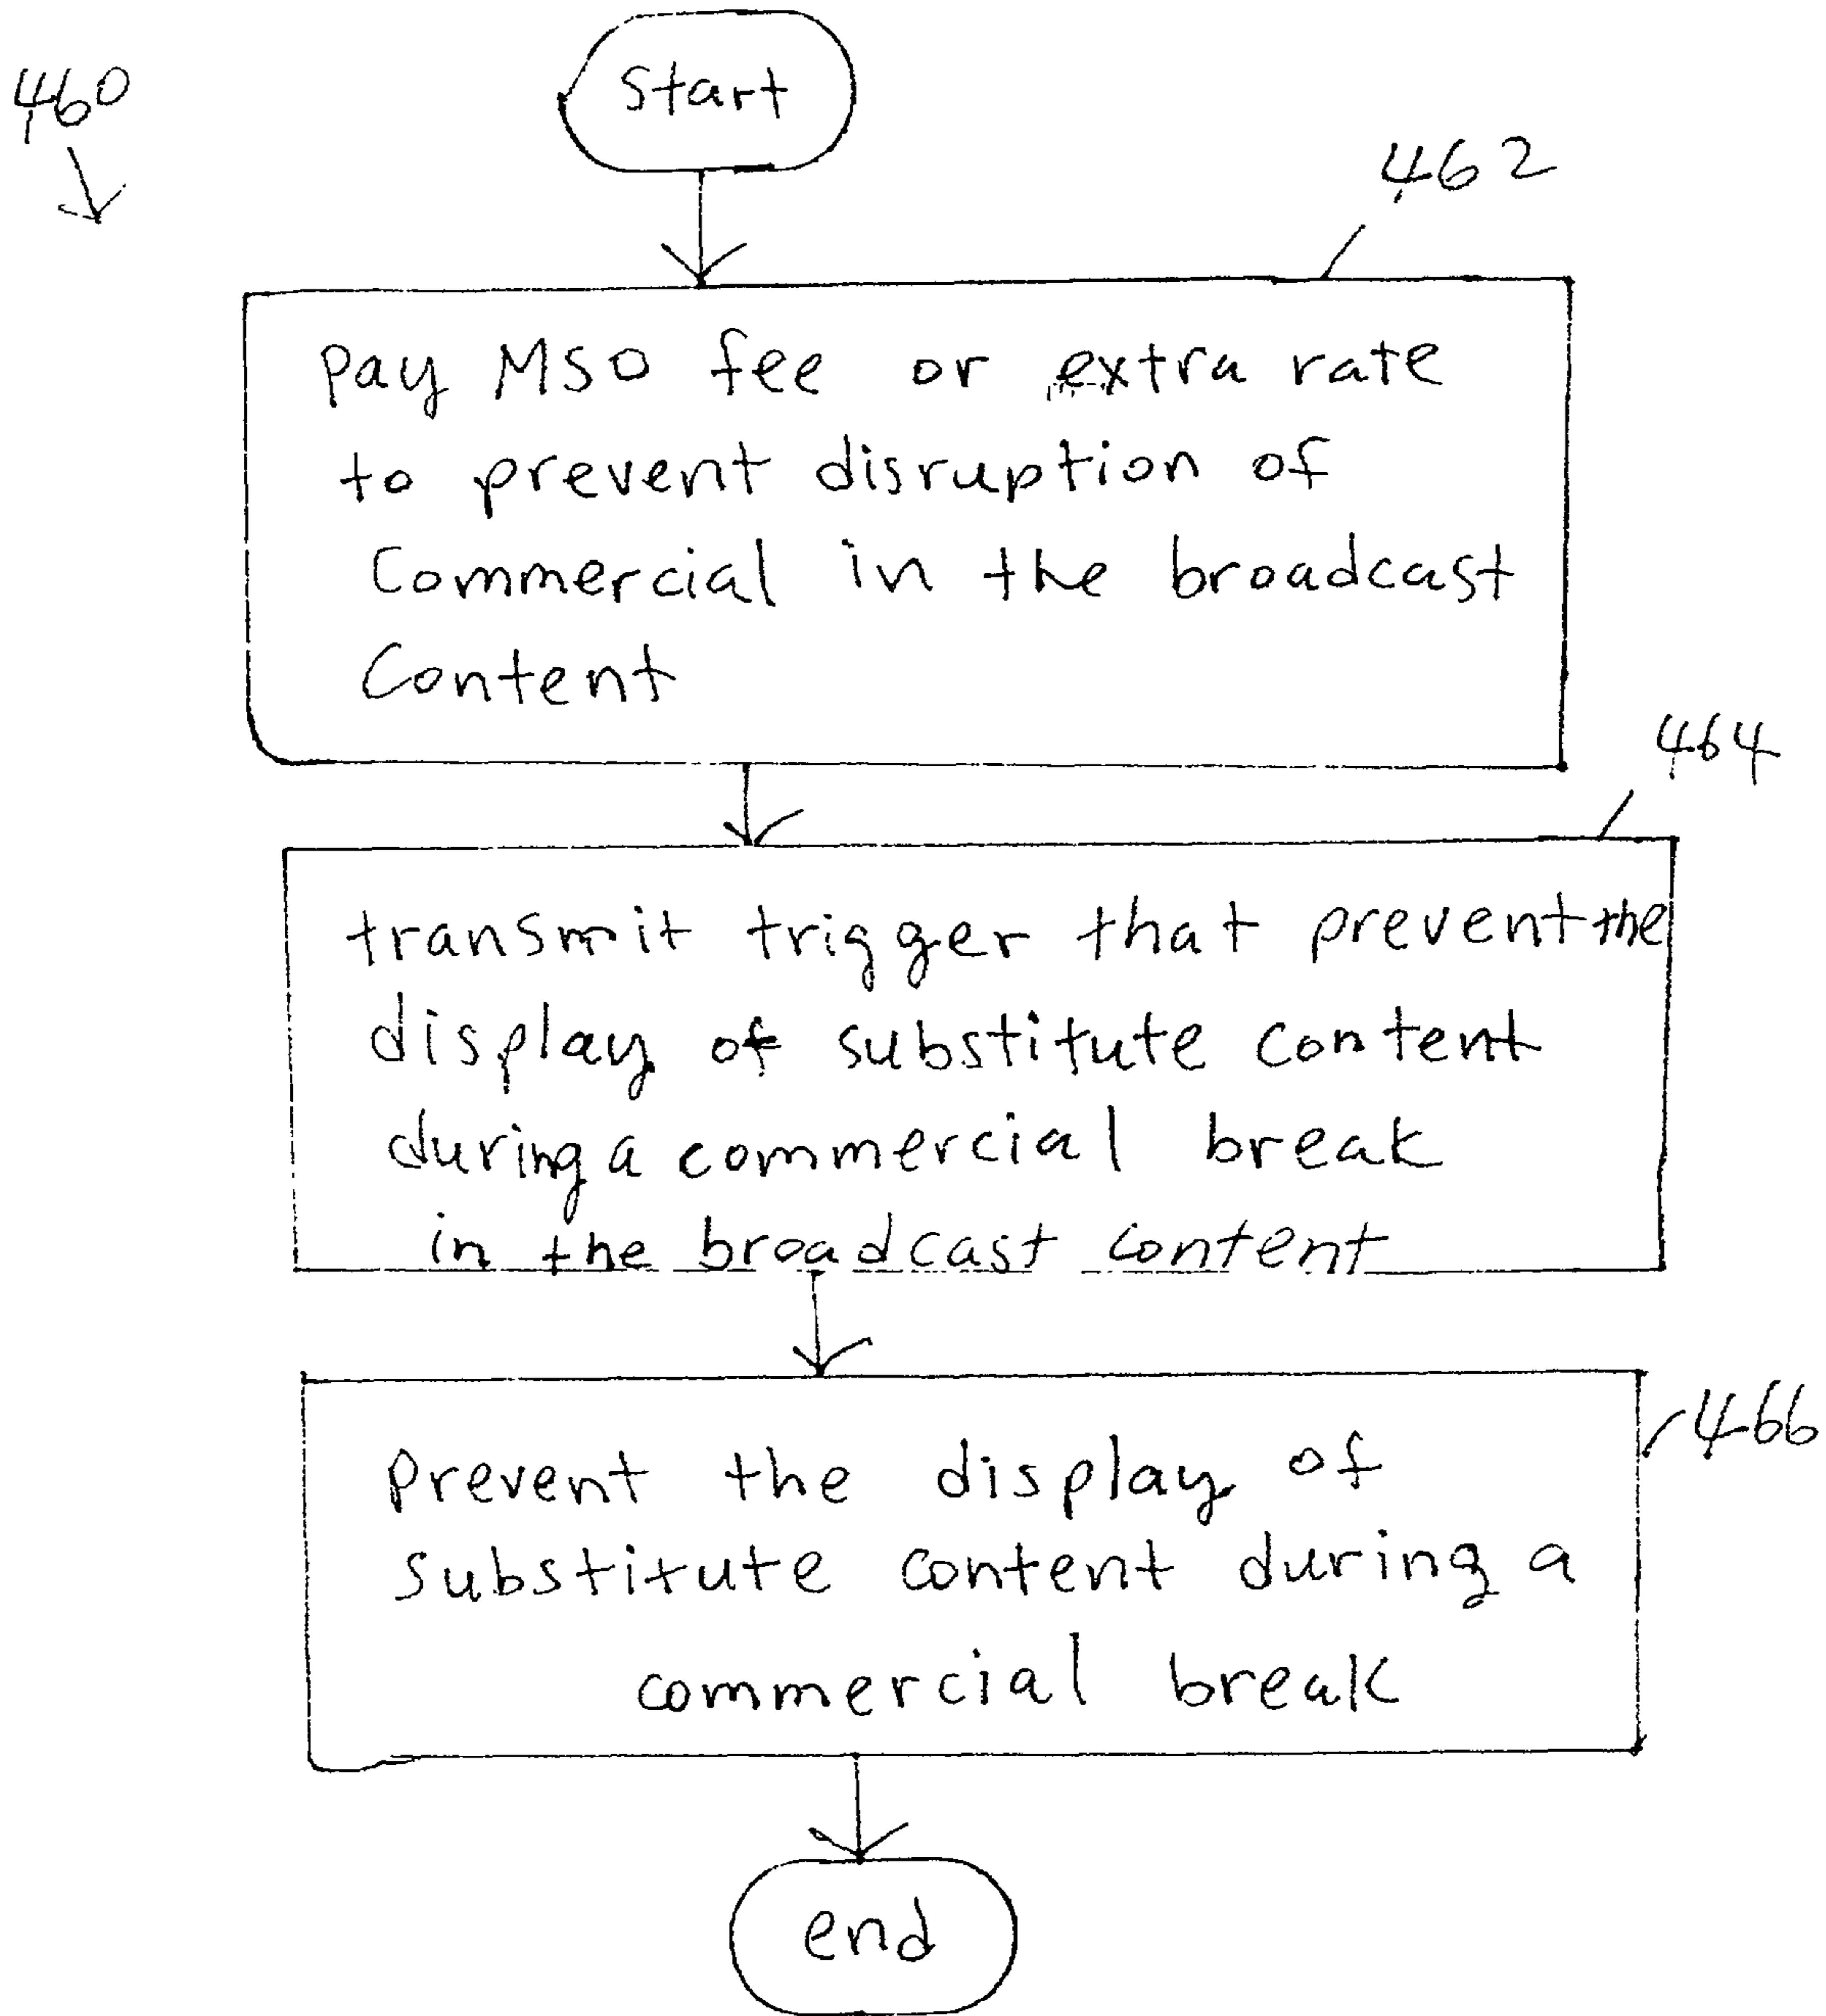 460
Start
462
pay MSO fee or extra rate
to prevent disruption of
Commercial in the broadcast
Content
464
transmit trigger that prevent the
display of substitute content
during a commercial break
in the broadcast content
466
prevent the display of
substitute content during a
commercial break
end